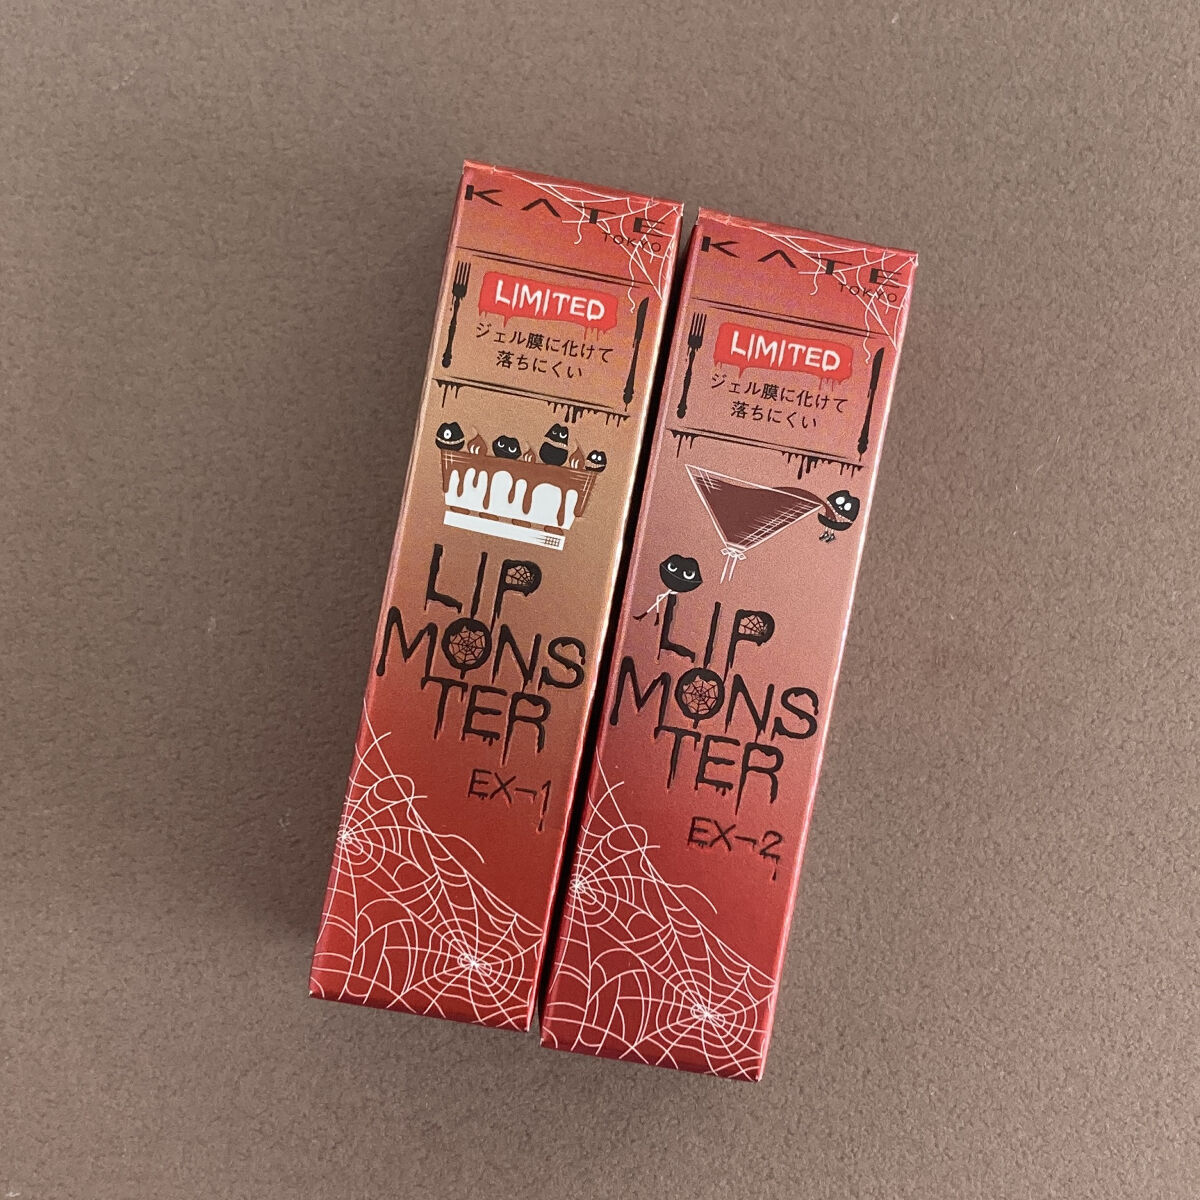 KATE
TOKYO
LIMITED
ジェル膜に化けて
落ちにくい
LIP
MONS
TER
EX-1
KATE
TOKYO
LIMITED
ジェル膜に化けて
落ちにくい
LIP
MONS
TER
EX-2